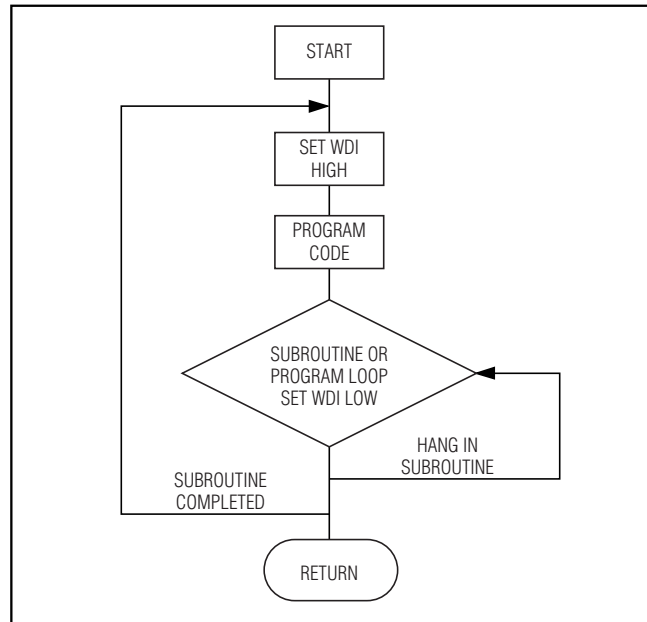 START
SET WDI
HIGH
PROGRAM
CODE
SUBROUTINE OR
PROGRAM LOOP
SET WDI LOW
HANG IN
SUBROUTINE
SUBROUTINE
COMPLETED
RETURN